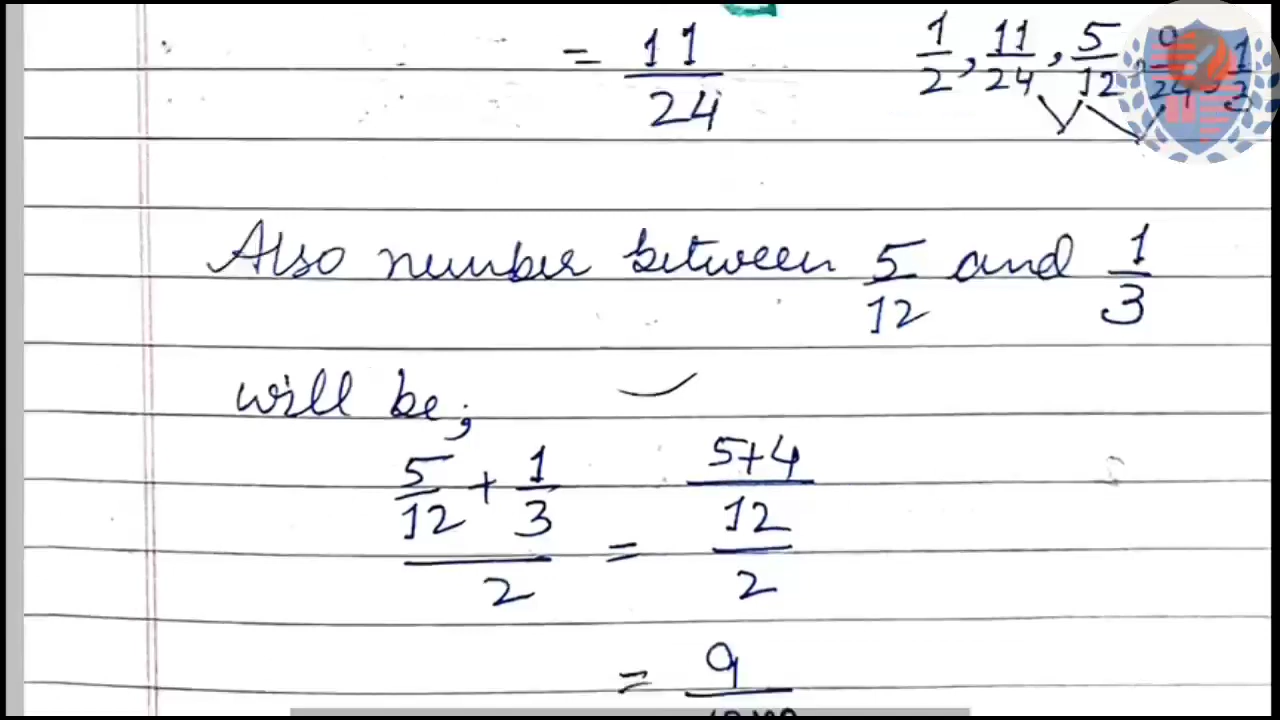 = 11/24
1/2, 11/24, 5/12, 9/24, 1/3
Also number between 5/12 and 1/3
will be;
(5/12 + 1/3)/2 = ((5+4)/12)/2
= 9/